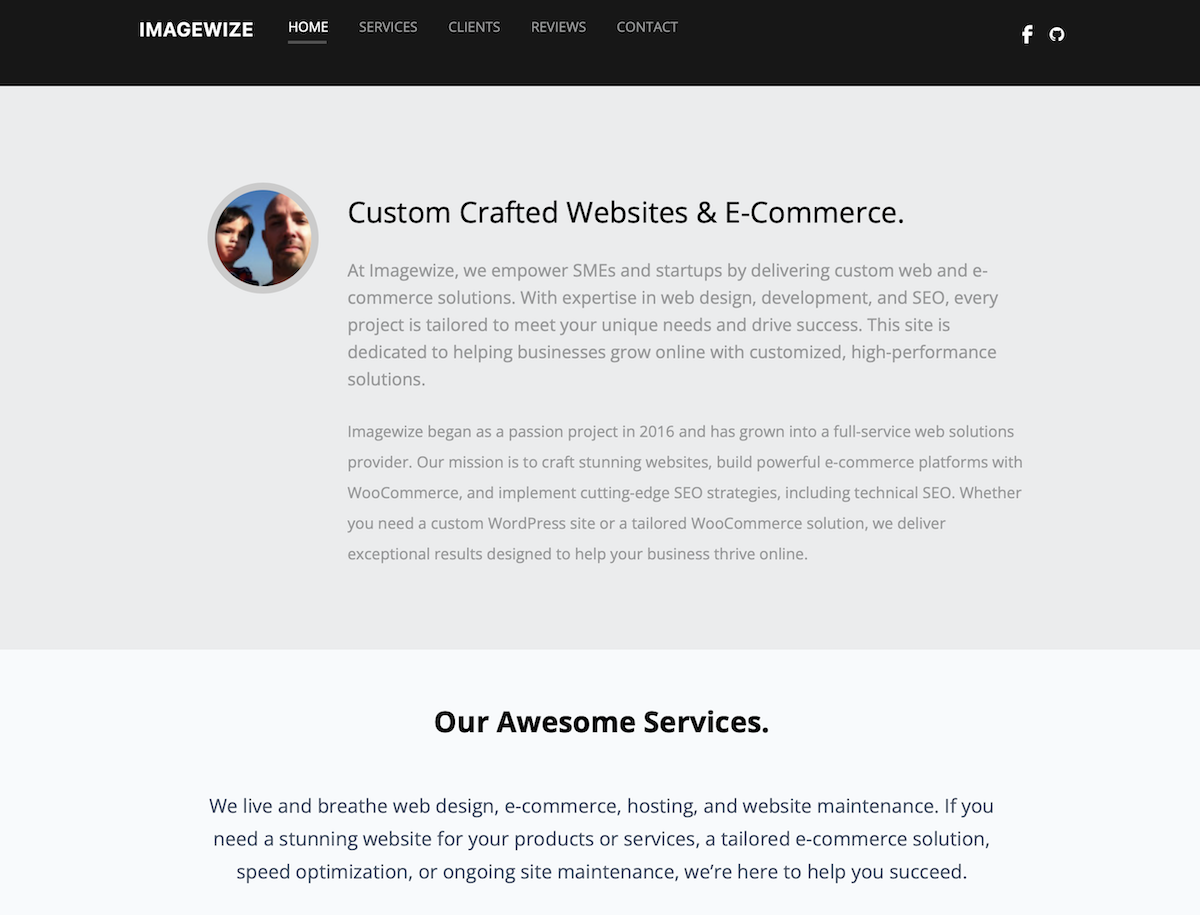 IMAGEWIZE HOME SERVICES CLIENTS REVIEWS CONTACT
Custom Crafted Websites & E-Commerce.
At Imagewize, we empower SMEs and startups by delivering custom web and e-
commerce solutions. With expertise in web design, development, and SEO, every
project is tailored to meet your unique needs and drive success. This site is
dedicated to helping businesses grow online with customized, high-performance
solutions.
Imagewize began as a passion project in 2016 and has grown into a full-service web solutions
provider. Our mission is to craft stunning websites, build powerful e-commerce platforms with
WooCommerce, and implement cutting-edge SEO strategies, including technical SEO. Whether
you need a custom WordPress site or a tailored WooCommerce solution, we deliver
exceptional results designed to help your business thrive online.
Our Awesome Services.
We live and breathe web design, e-commerce, hosting, and website maintenance. If you
need a stunning website for your products or services, a tailored e-commerce solution,
speed optimization, or ongoing site maintenance, we’re here to help you succeed.